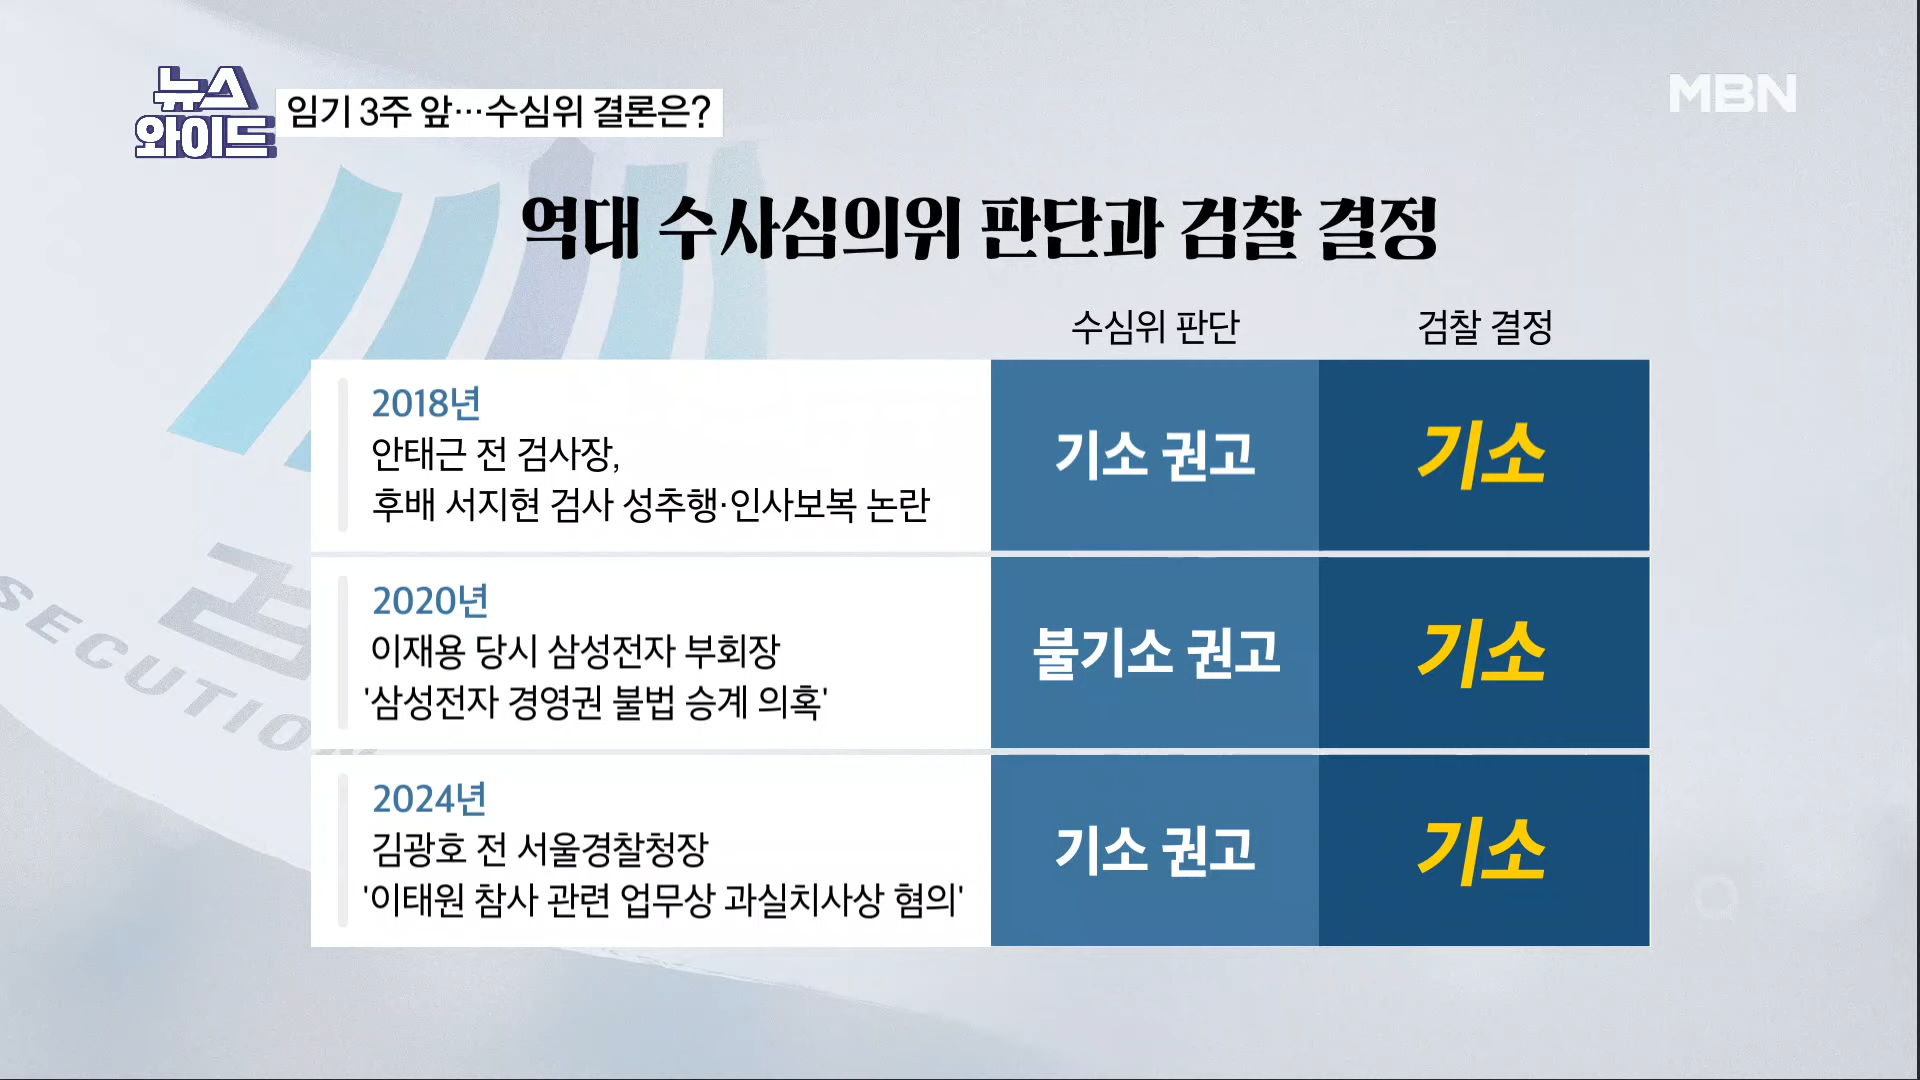 뉴스
와이드
임기 3주 앞…수심위 결론은?
MBN
역대 수사심의위 판단과 검찰 결정
수심위 판단
검찰 결정
2018년
안태근 전 검사장,
후배 서지현 검사 성추행·인사보복 논란
기소 권고
기소
2020년
이재용 당시 삼성전자 부회장
'삼성전자 경영권 불법 승계 의혹'
불기소 권고
기소
2024년
김광호 전 서울경찰청장
'이태원 참사 관련 업무상 과실치사상 혐의'
기소 권고
기소
검
SECUTION